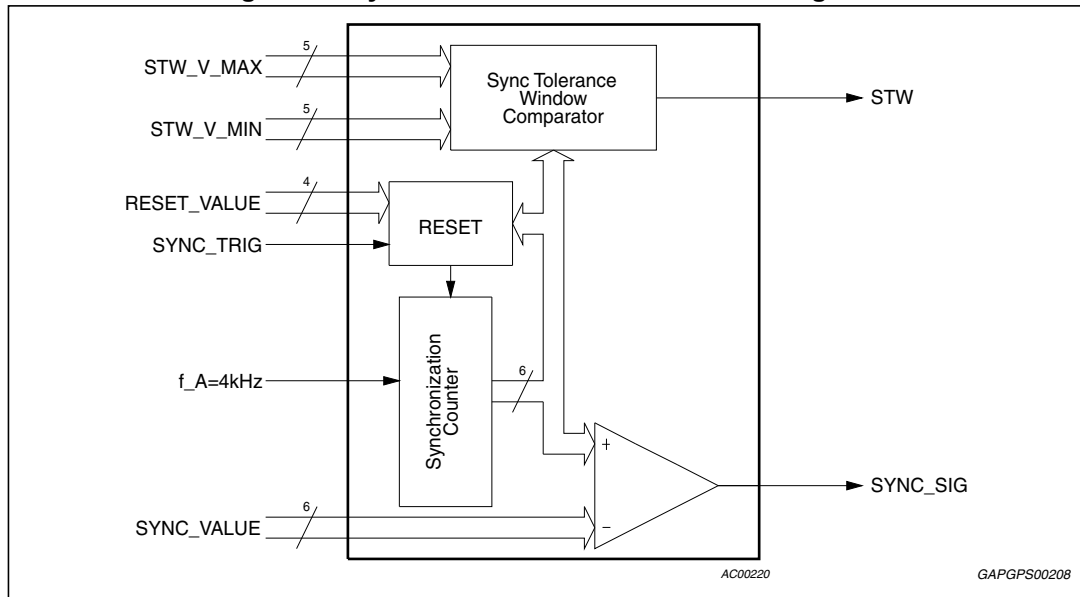 5
STW_V_MAX
5
STW_V_MIN
Sync Tolerance
Window
Comparator
STW
4
RESET_VALUE
RESET
SYNC_TRIG
f_A=4kHz
Synchronization
Counter
6
+
SYNC_SIG
6
SYNC_VALUE
–
AC00220
GAPGPS00208